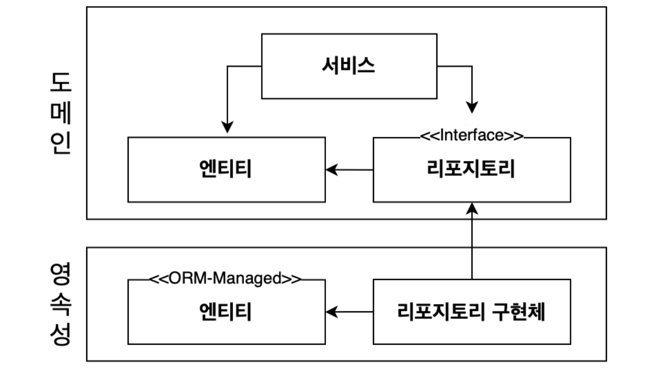 도메인
서비스
<<Interface>>
엔티티
리포지토리
영속성
<<ORM-Managed>>
엔티티
리포지토리 구현체